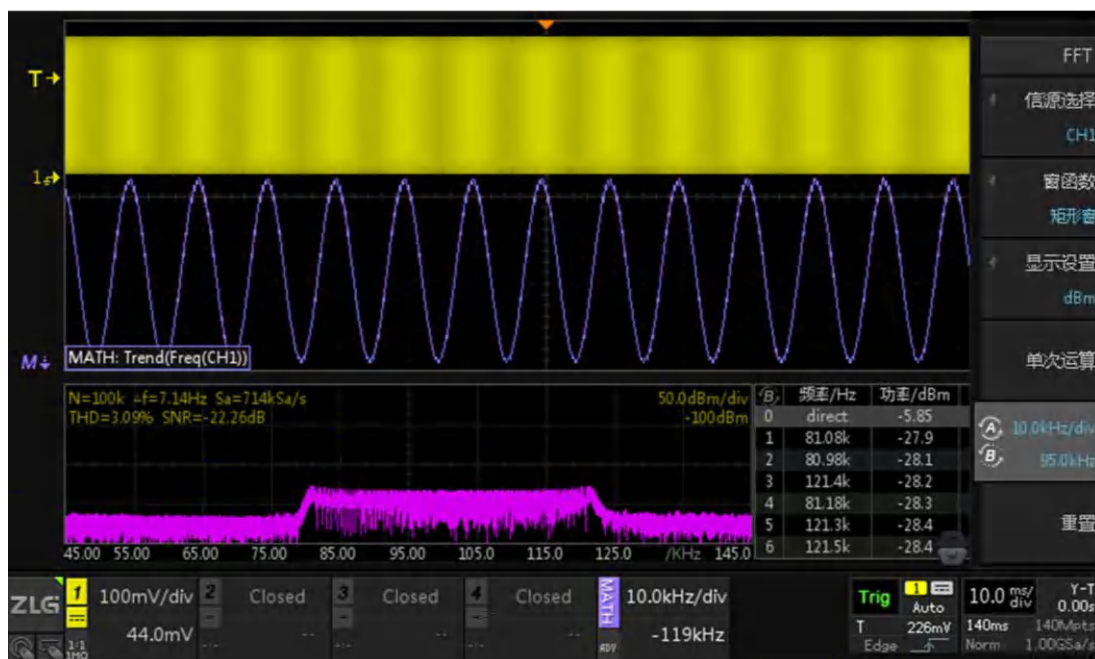 FFT
T
信源选择
CH1
1
窗函数
矩形窗
显示设置
dBm
M
MATH: Trend(Freq(CH1))
单次运算
N=100k △f=7.14Hz Sa=714kSa/s
50.0dBm/div
THD=3.09% SNR=-22.26dB
-100dBm
B 频率/Hz 功率/dBm
0 direct -5.85
1 81.08k -27.9
2 80.98k -28.1
3 121.4k -28.2
4 81.18k -28.3
5 121.3k -28.4
6 121.5k -28.4
A 10.0kHz/div
B 95.0kHz
重置
45.00 55.00 65.00 75.00 85.00 95.00 105.0 115.0 125.0 /KHz 145.0
ZLG
1 100mV/div
44.0mV
1:1
1MΩ
2 Closed
--
3 Closed
--
4 Closed
--
MATH 10.0kHz/div
ADV -119kHz
Trig 1 Auto
T 226mV
Edge
10.0 ms/div Y-T
0.00s
140ms 140Mpts
Norm 1.00GSa/s